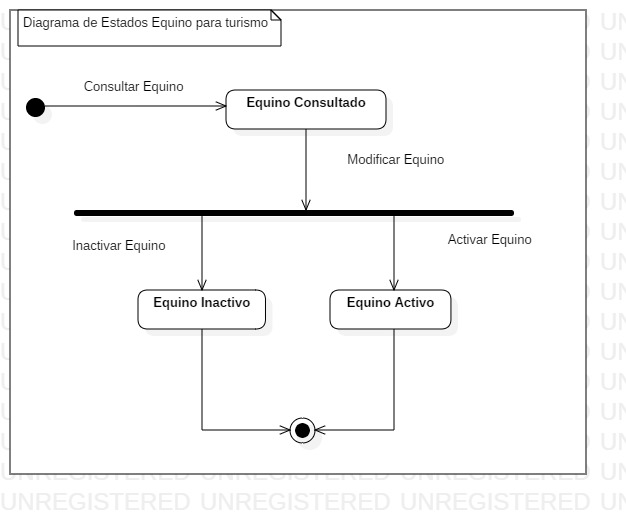 Diagrama de Estados Equino para turismo
Consultar Equino
Equino Consultado
Modificar Equino
Inactivar Equino
Activar Equino
Equino Inactivo
Equino Activo
UNREGISTERED UNREGISTERED UNREGISTERED UN